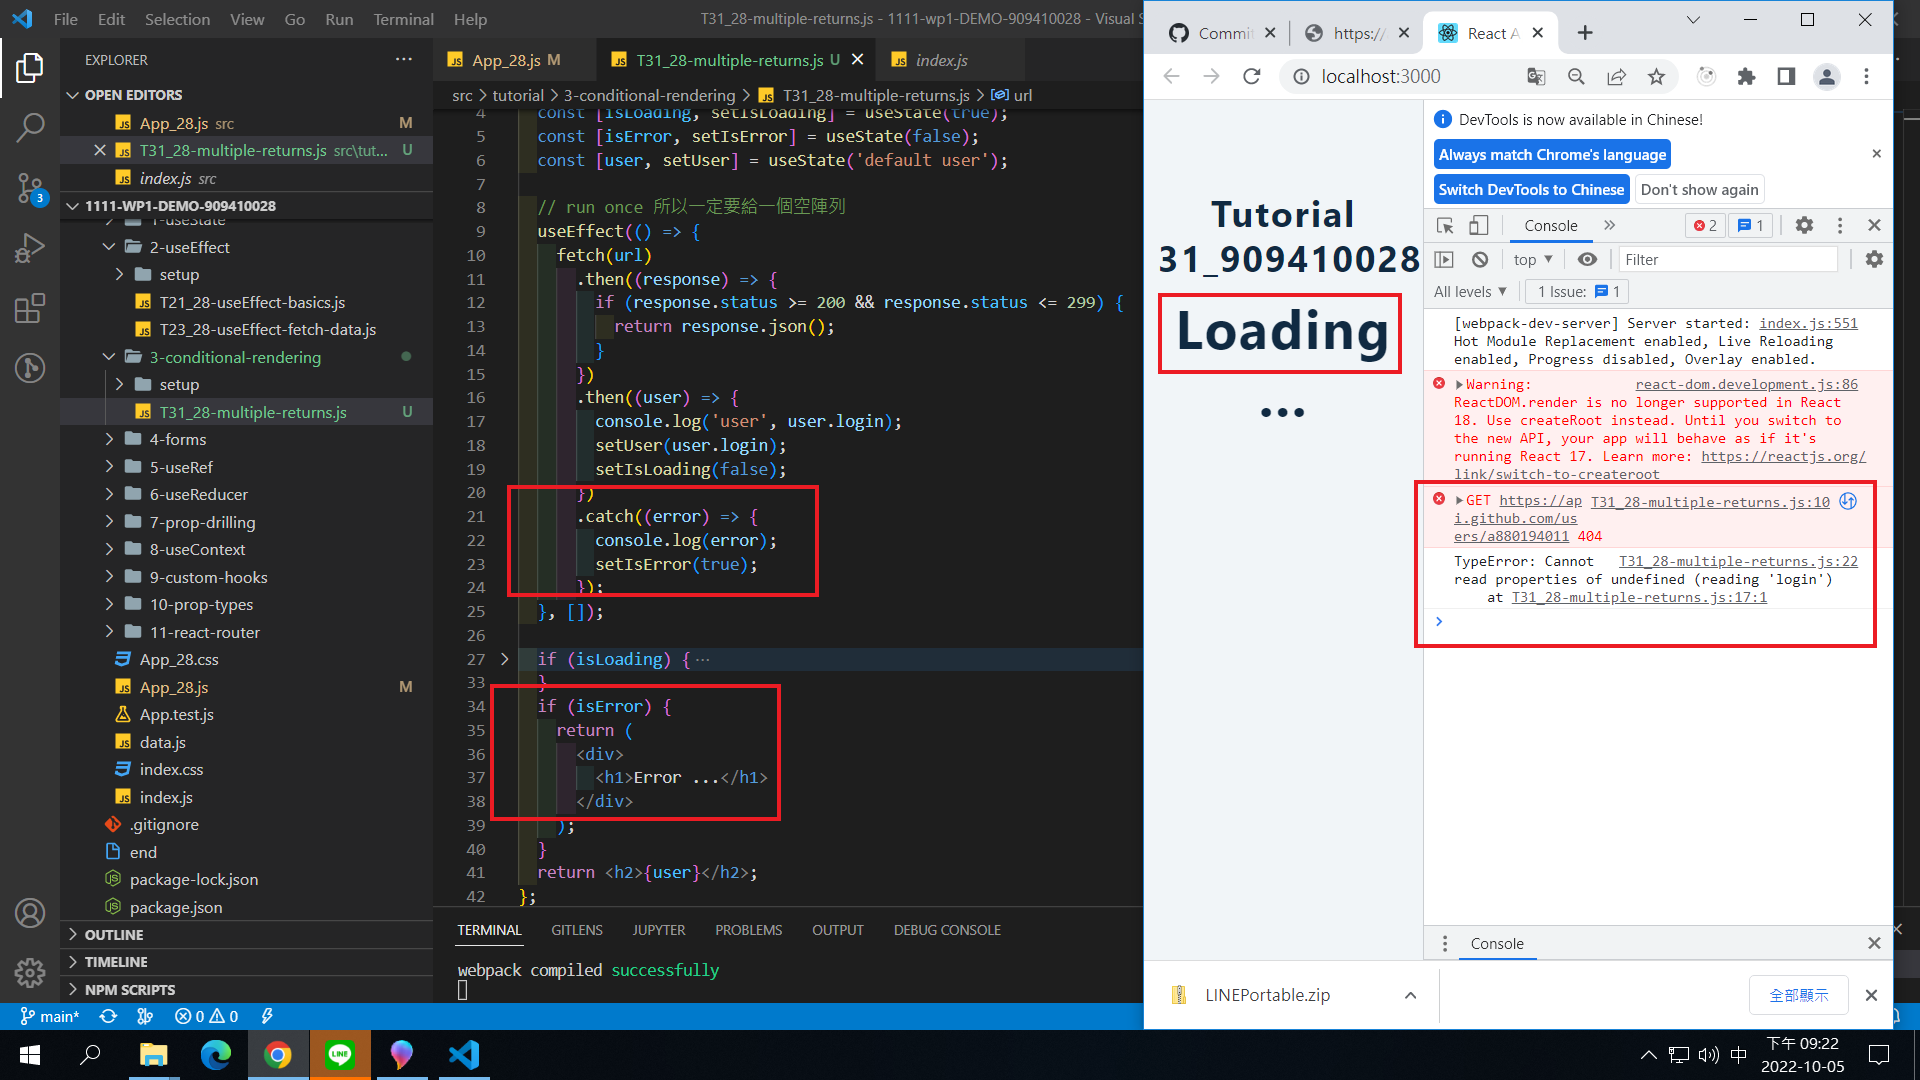 File Edit Selection View Go Run Terminal Help
T31_28-multiple-returns.js - 1111-wp1-DEMO-909410028 - Visual S
EXPLORER
OPEN EDITORS
App_28.js src M
T31_28-multiple-returns.js src\tut... U
index.js src
1111-WP1-DEMO-909410028
1-useState
2-useEffect
setup
T21_28-useEffect-basics.js
T23_28-useEffect-fetch-data.js
3-conditional-rendering
setup
T31_28-multiple-returns.js U
4-forms
5-useRef
6-useReducer
7-prop-drilling
8-useContext
9-custom-hooks
10-prop-types
11-react-router
App_28.css
App_28.js M
App.test.js
data.js
index.css
index.js
.gitignore
end
package-lock.json
package.json
OUTLINE
TIMELINE
NPM SCRIPTS
App_28.js M
T31_28-multiple-returns.js U
index.js
src > tutorial > 3-conditional-rendering > T31_28-multiple-returns.js > url
4 const [isLoading, setIsLoading] = useState(true);
5 const [isError, setIsError] = useState(false);
6 const [user, setUser] = useState('default user');
7
8 // run once 所以一定要給一個空陣列
9 useEffect(() => {
10 fetch(url)
11 .then((response) => {
12 if (response.status >= 200 && response.status <= 299) {
13 return response.json();
14 }
15 })
16 .then((user) => {
17 console.log('user', user.login);
18 setUser(user.login);
19 setIsLoading(false);
20 })
21 .catch((error) => {
22 console.log(error);
23 setIsError(true);
24 });
25 }, []);
26
27 if (isLoading) { ...
33 }
34 if (isError) {
35 return (
36 <div>
37 <h1>Error ...</h1>
38 </div>
39 );
40 }
41 return <h2>{user}</h2>;
42 };
TERMINAL GITLENS JUPYTER PROBLEMS OUTPUT DEBUG CONSOLE
webpack compiled successfully
main* 0 0
Commi
https://
React A
localhost:3000
Tutorial
31_909410028
Loading
...
DevTools is now available in Chinese!
Always match Chrome's language
Switch DevTools to Chinese Don't show again
Console 2 1
top Filter
All levels 1 Issue: 1
[webpack-dev-server] Server started: index.js:551
Hot Module Replacement enabled, Live Reloading
enabled, Progress disabled, Overlay enabled.
Warning: react-dom.development.js:86
ReactDOM.render is no longer supported in React
18. Use createRoot instead. Until you switch to
the new API, your app will behave as if it's
running React 17. Learn more: https://reactjs.org/
link/switch-to-createroot
GET https://ap T31_28-multiple-returns.js:10
i.github.com/us
ers/a880194011 404
TypeError: Cannot T31_28-multiple-returns.js:22
read properties of undefined (reading 'login')
at T31_28-multiple-returns.js:17:1
Console
LINEPortable.zip
全部顯示
LINE
中
下午 09:22
2022-10-05